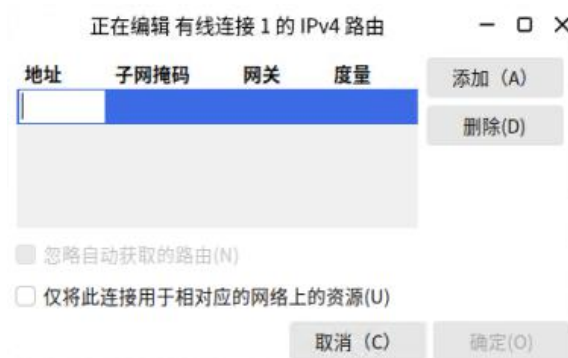 正在编辑 有线连接 1 的 IPv4 路由
地址 子网掩码 网关 度量
添加（A）
删除(D)
忽略自动获取的路由(N)
仅将此连接用于相对应的网络上的资源(U)
取消（C） 确定(O)